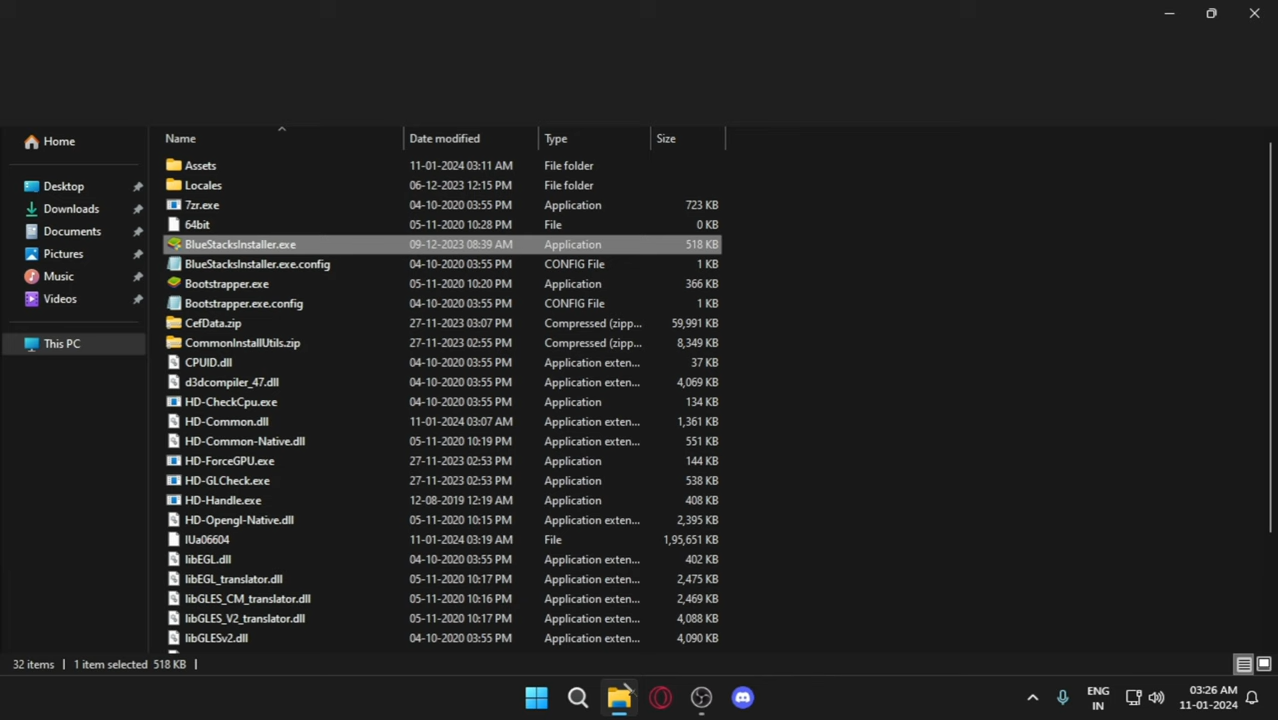 Home
Desktop
Downloads
Documents
Pictures
Music
Videos
This PC
Name Date modified Type Size
Assets 11-01-2024 03:11 AM File folder
Locales 06-12-2023 12:15 PM File folder
7zr.exe 04-10-2020 03:55 PM Application 723 KB
64bit 05-11-2020 10:28 PM File 0 KB
BlueStacksInstaller.exe 09-12-2023 08:39 AM Application 518 KB
BlueStacksInstaller.exe.config 04-10-2020 03:55 PM CONFIG File 1 KB
Bootstrapper.exe 05-11-2020 10:20 PM Application 366 KB
Bootstrapper.exe.config 04-10-2020 03:55 PM CONFIG File 1 KB
CefData.zip 27-11-2023 03:07 PM Compressed (zipp... 59,991 KB
CommonInstallUtils.zip 27-11-2023 02:55 PM Compressed (zipp... 8,349 KB
CPUID.dll 04-10-2020 03:55 PM Application exten... 37 KB
d3dcompiler_47.dll 04-10-2020 03:55 PM Application exten... 4,069 KB
HD-CheckCpu.exe 04-10-2020 03:55 PM Application 134 KB
HD-Common.dll 11-01-2024 03:07 AM Application exten... 1,361 KB
HD-Common-Native.dll 05-11-2020 10:19 PM Application exten... 551 KB
HD-ForceGPU.exe 27-11-2023 02:53 PM Application 144 KB
HD-GLCheck.exe 27-11-2023 02:53 PM Application 538 KB
HD-Handle.exe 12-08-2019 12:19 AM Application 408 KB
HD-Opengl-Native.dll 05-11-2020 10:15 PM Application exten... 2,395 KB
IUa06604 11-01-2024 03:19 AM File 1,95,651 KB
libEGL.dll 04-10-2020 03:55 PM Application exten... 402 KB
libEGL_translator.dll 05-11-2020 10:17 PM Application exten... 2,475 KB
libGLES_CM_translator.dll 05-11-2020 10:16 PM Application exten... 2,469 KB
libGLES_V2_translator.dll 05-11-2020 10:17 PM Application exten... 4,088 KB
libGLESv2.dll 04-10-2020 03:55 PM Application exten... 4,090 KB
32 items 1 item selected 518 KB
ENG 03:26 AM
IN 11-01-2024